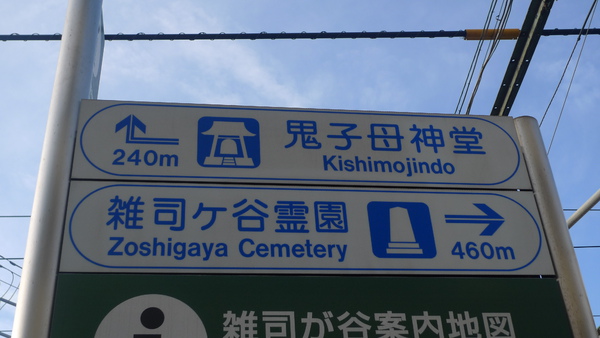 鬼子母神堂
240m
Kishimojindo
雑司ヶ谷霊園
Zoshigaya Cemetery
460m
i
雑司が谷案内地図